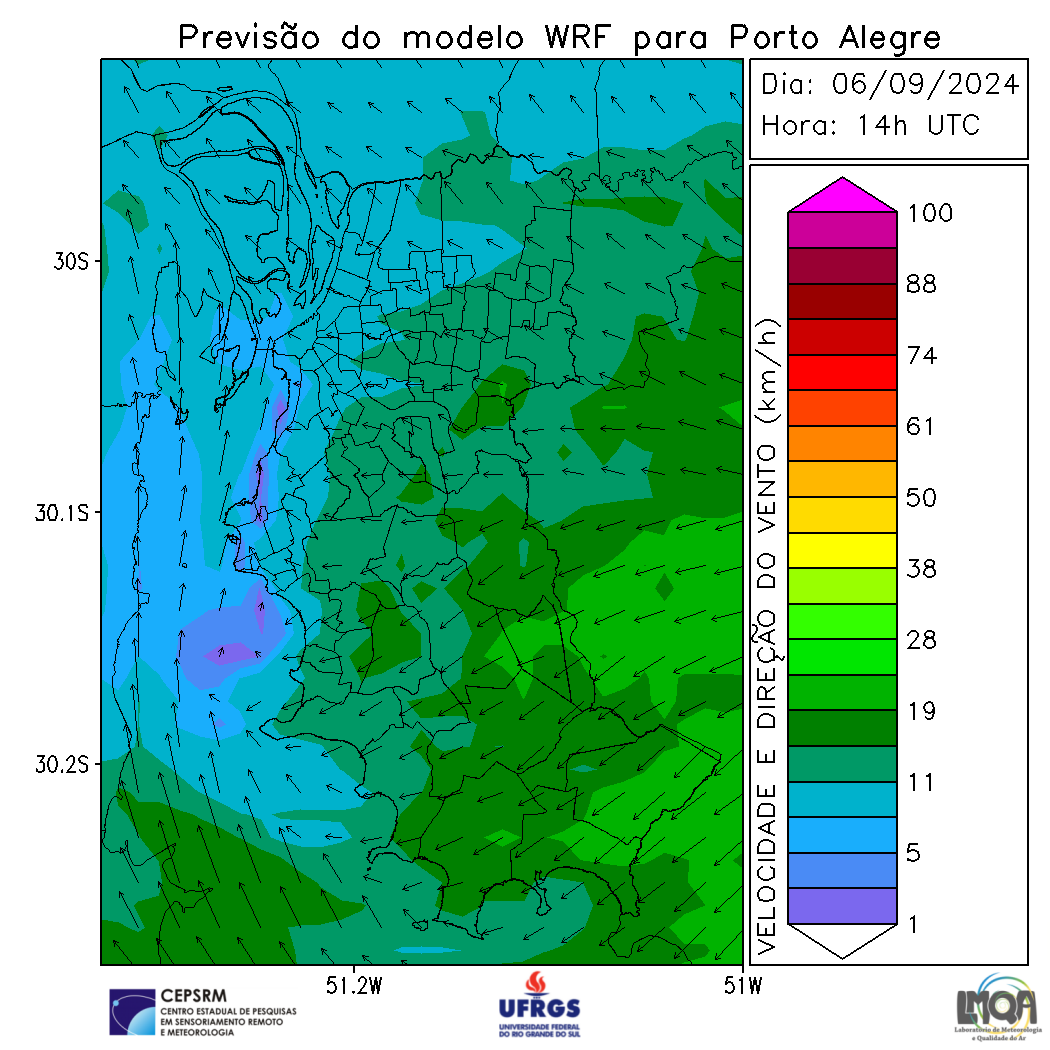 Previsão do modelo WRF para Porto Alegre
Dia: 06/09/2024
Hora: 14h UTC
VELOCIDADE E DIREÇÃO DO VENTO (km/h)
100
88
74
61
50
38
28
19
11
5
1
30S
30.1S
30.2S
51.2W
51W
CEPSRM
CENTRO ESTADUAL DE PESQUISAS
EM SENSORIAMENTO REMOTO
E METEOROLOGIA
UFRGS
UNIVERSIDADE FEDERAL
DO RIO GRANDE DO SUL
LMQA
Laboratório de Meteorologia
e Qualidade do Ar